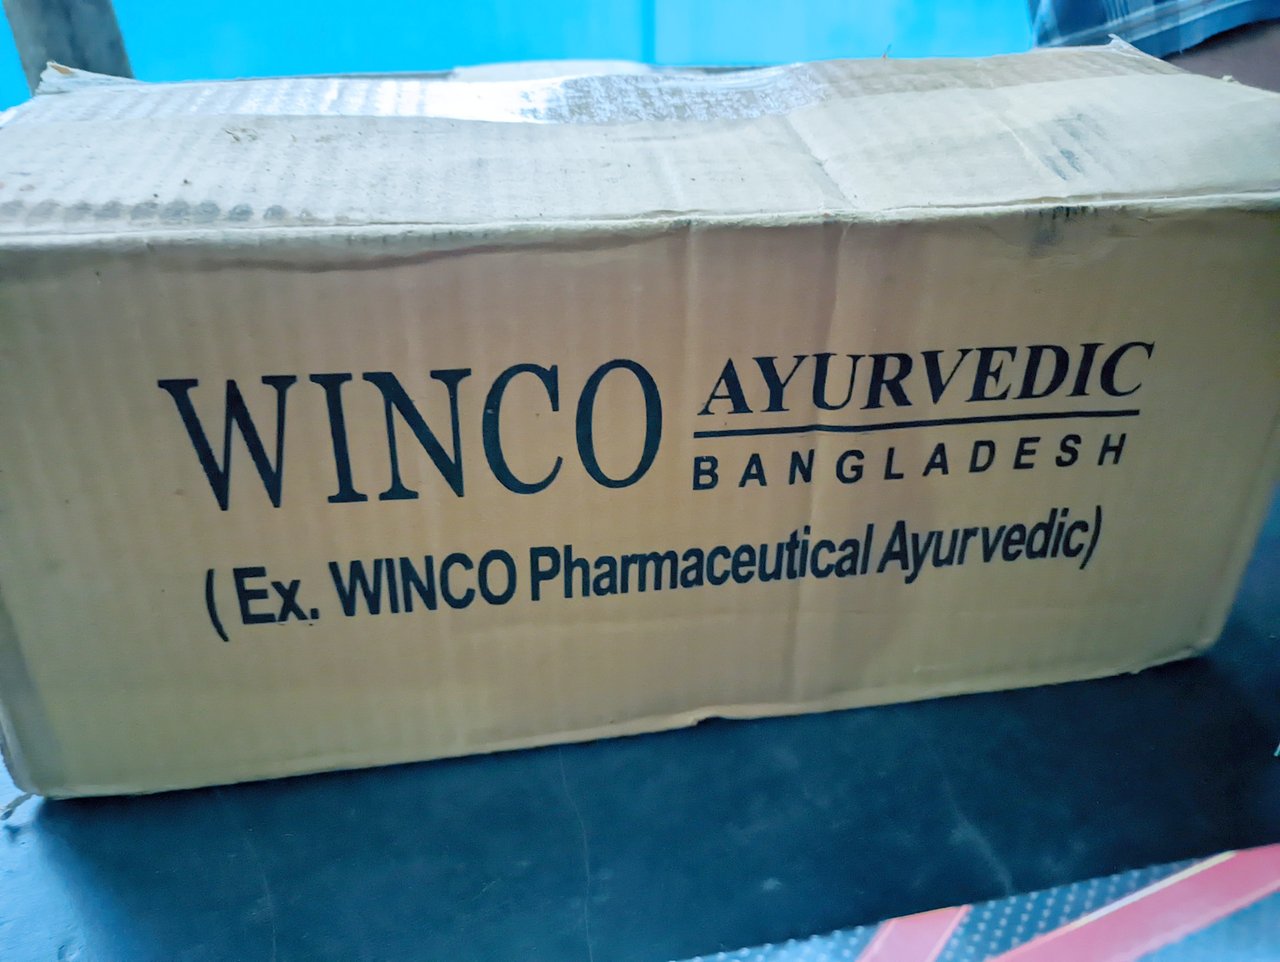 WINCO AYURVEDIC
BANGLADESH
(Ex. WINCO Pharmaceutical Ayurvedic)